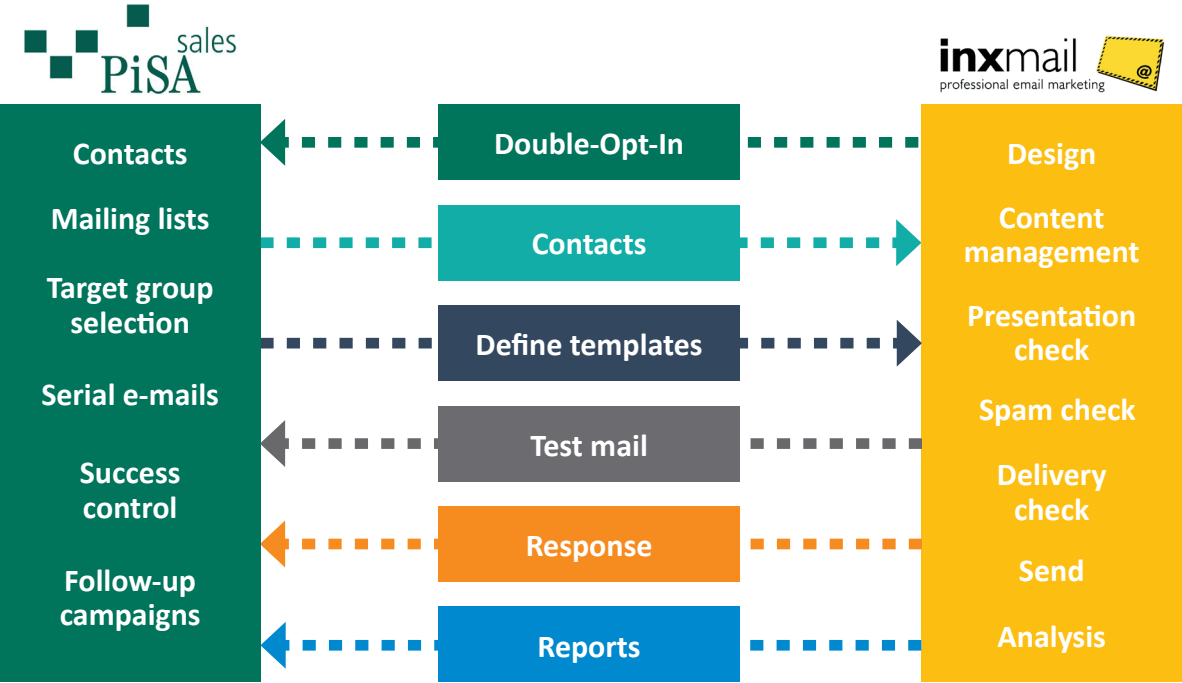 sales
PiSA
inxmail
professional email marketing
@
Contacts
Mailing lists
Target group
selection
Serial e-mails
Success
control
Follow-up
campaigns
Double-Opt-In
Contacts
Define templates
Test mail
Response
Reports
Design
Content
management
Presentation
check
Spam check
Delivery
check
Send
Analysis